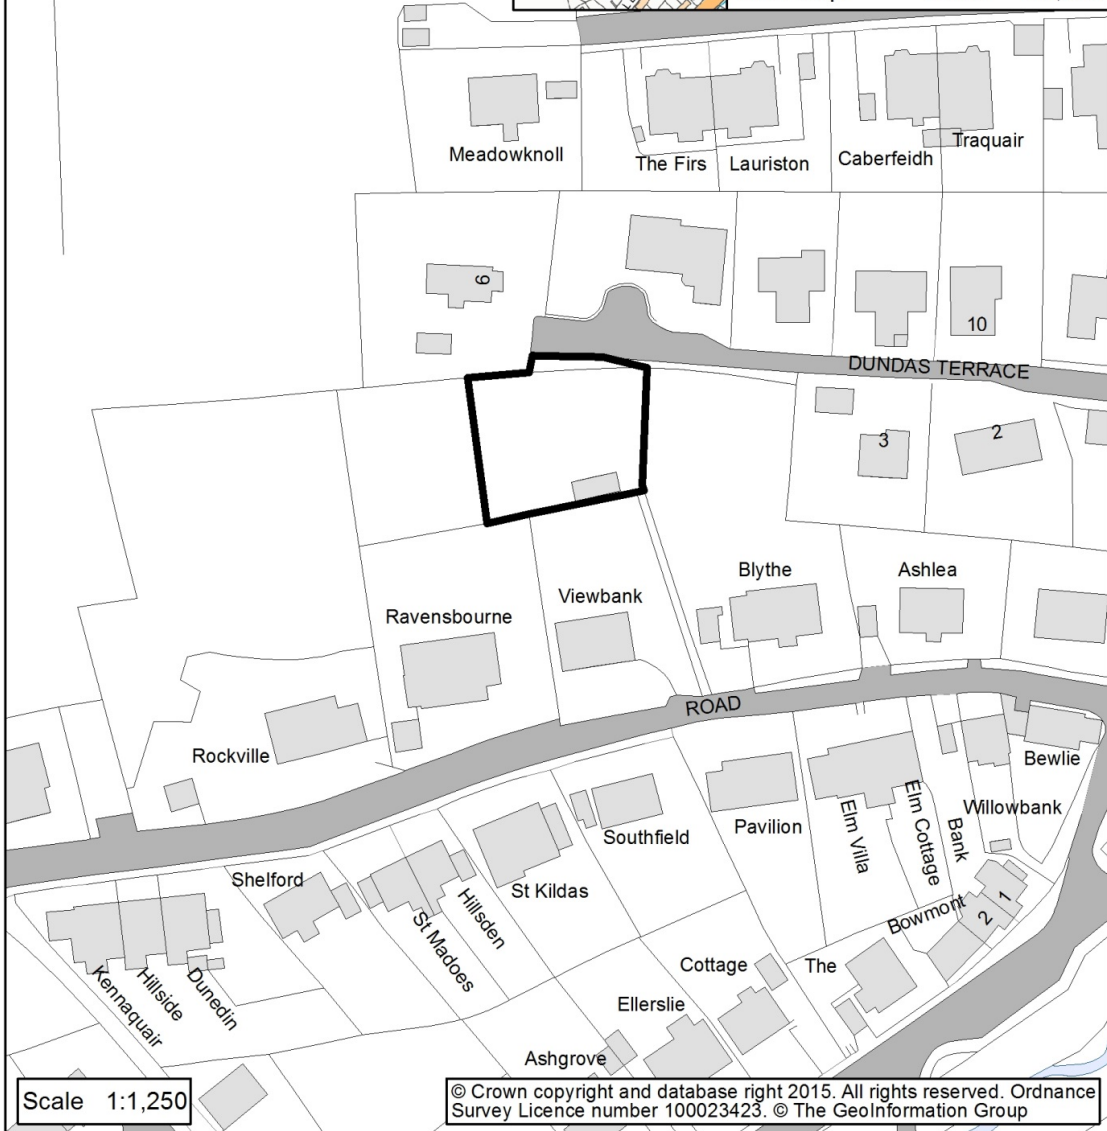 Meadowknoll
The Firs
Lauriston
Caberfeidh
Traquair
6
10
DUNDAS TERRACE
3
2
Blythe
Ashlea
Viewbank
Ravensbourne
ROAD
Rockville
Bewlie
Willowbank
Bank
Elm Cottage
Elm Villa
Pavilion
Southfield
St Kildas
Hillsden
St Madoes
Shelford
Bowmont
1
2
The
Cottage
Ellerslie
Ashgrove
Kennaquair
Hillside
Dunedin
Scale 1:1,250
© Crown copyright and database right 2015. All rights reserved. Ordnance
Survey Licence number 100023423. © The GeoInformation Group